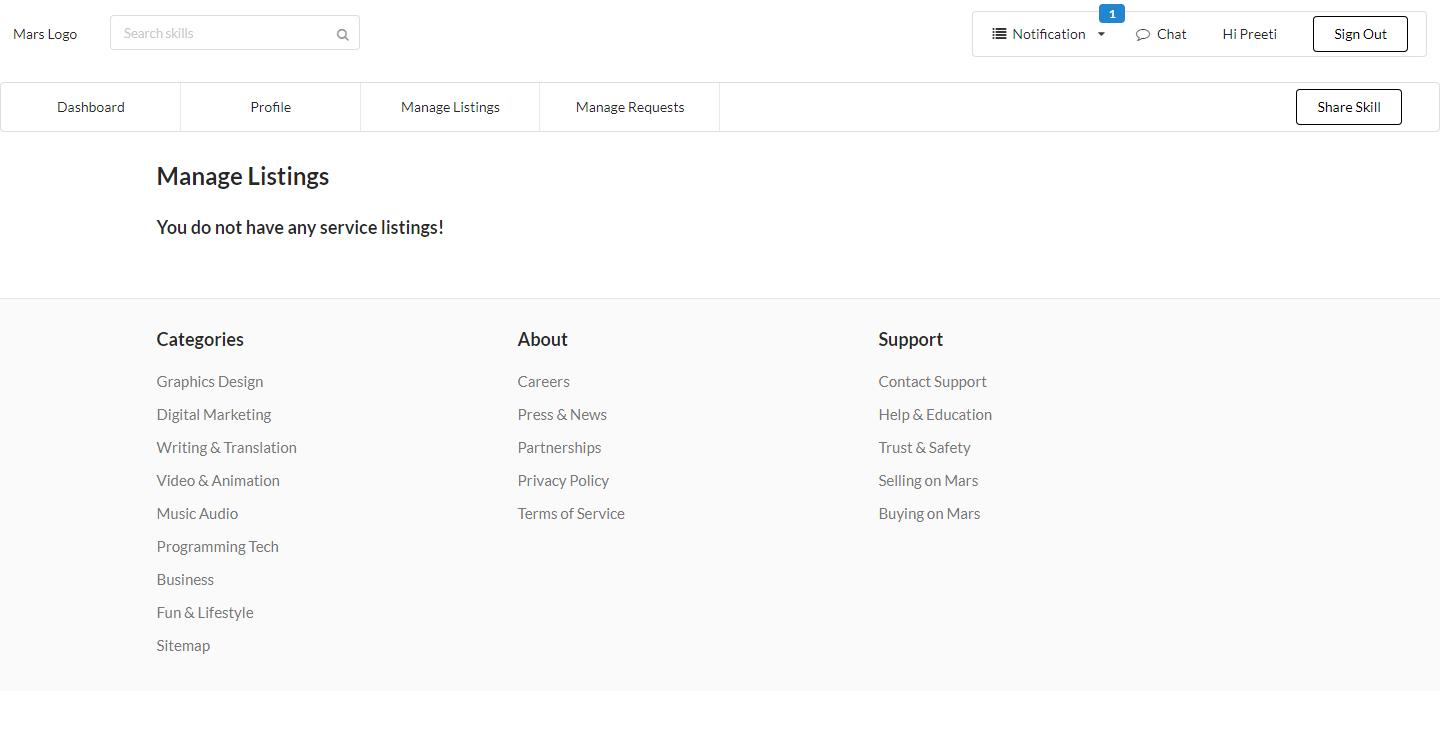 Mars Logo
Search skills
1
Notification
Chat
Hi Preeti
Sign Out
Dashboard
Profile
Manage Listings
Manage Requests
Share Skill
Manage Listings
You do not have any service listings!
Categories
Graphics Design
Digital Marketing
Writing & Translation
Video & Animation
Music Audio
Programming Tech
Business
Fun & Lifestyle
Sitemap
About
Careers
Press & News
Partnerships
Privacy Policy
Terms of Service
Support
Contact Support
Help & Education
Trust & Safety
Selling on Mars
Buying on Mars